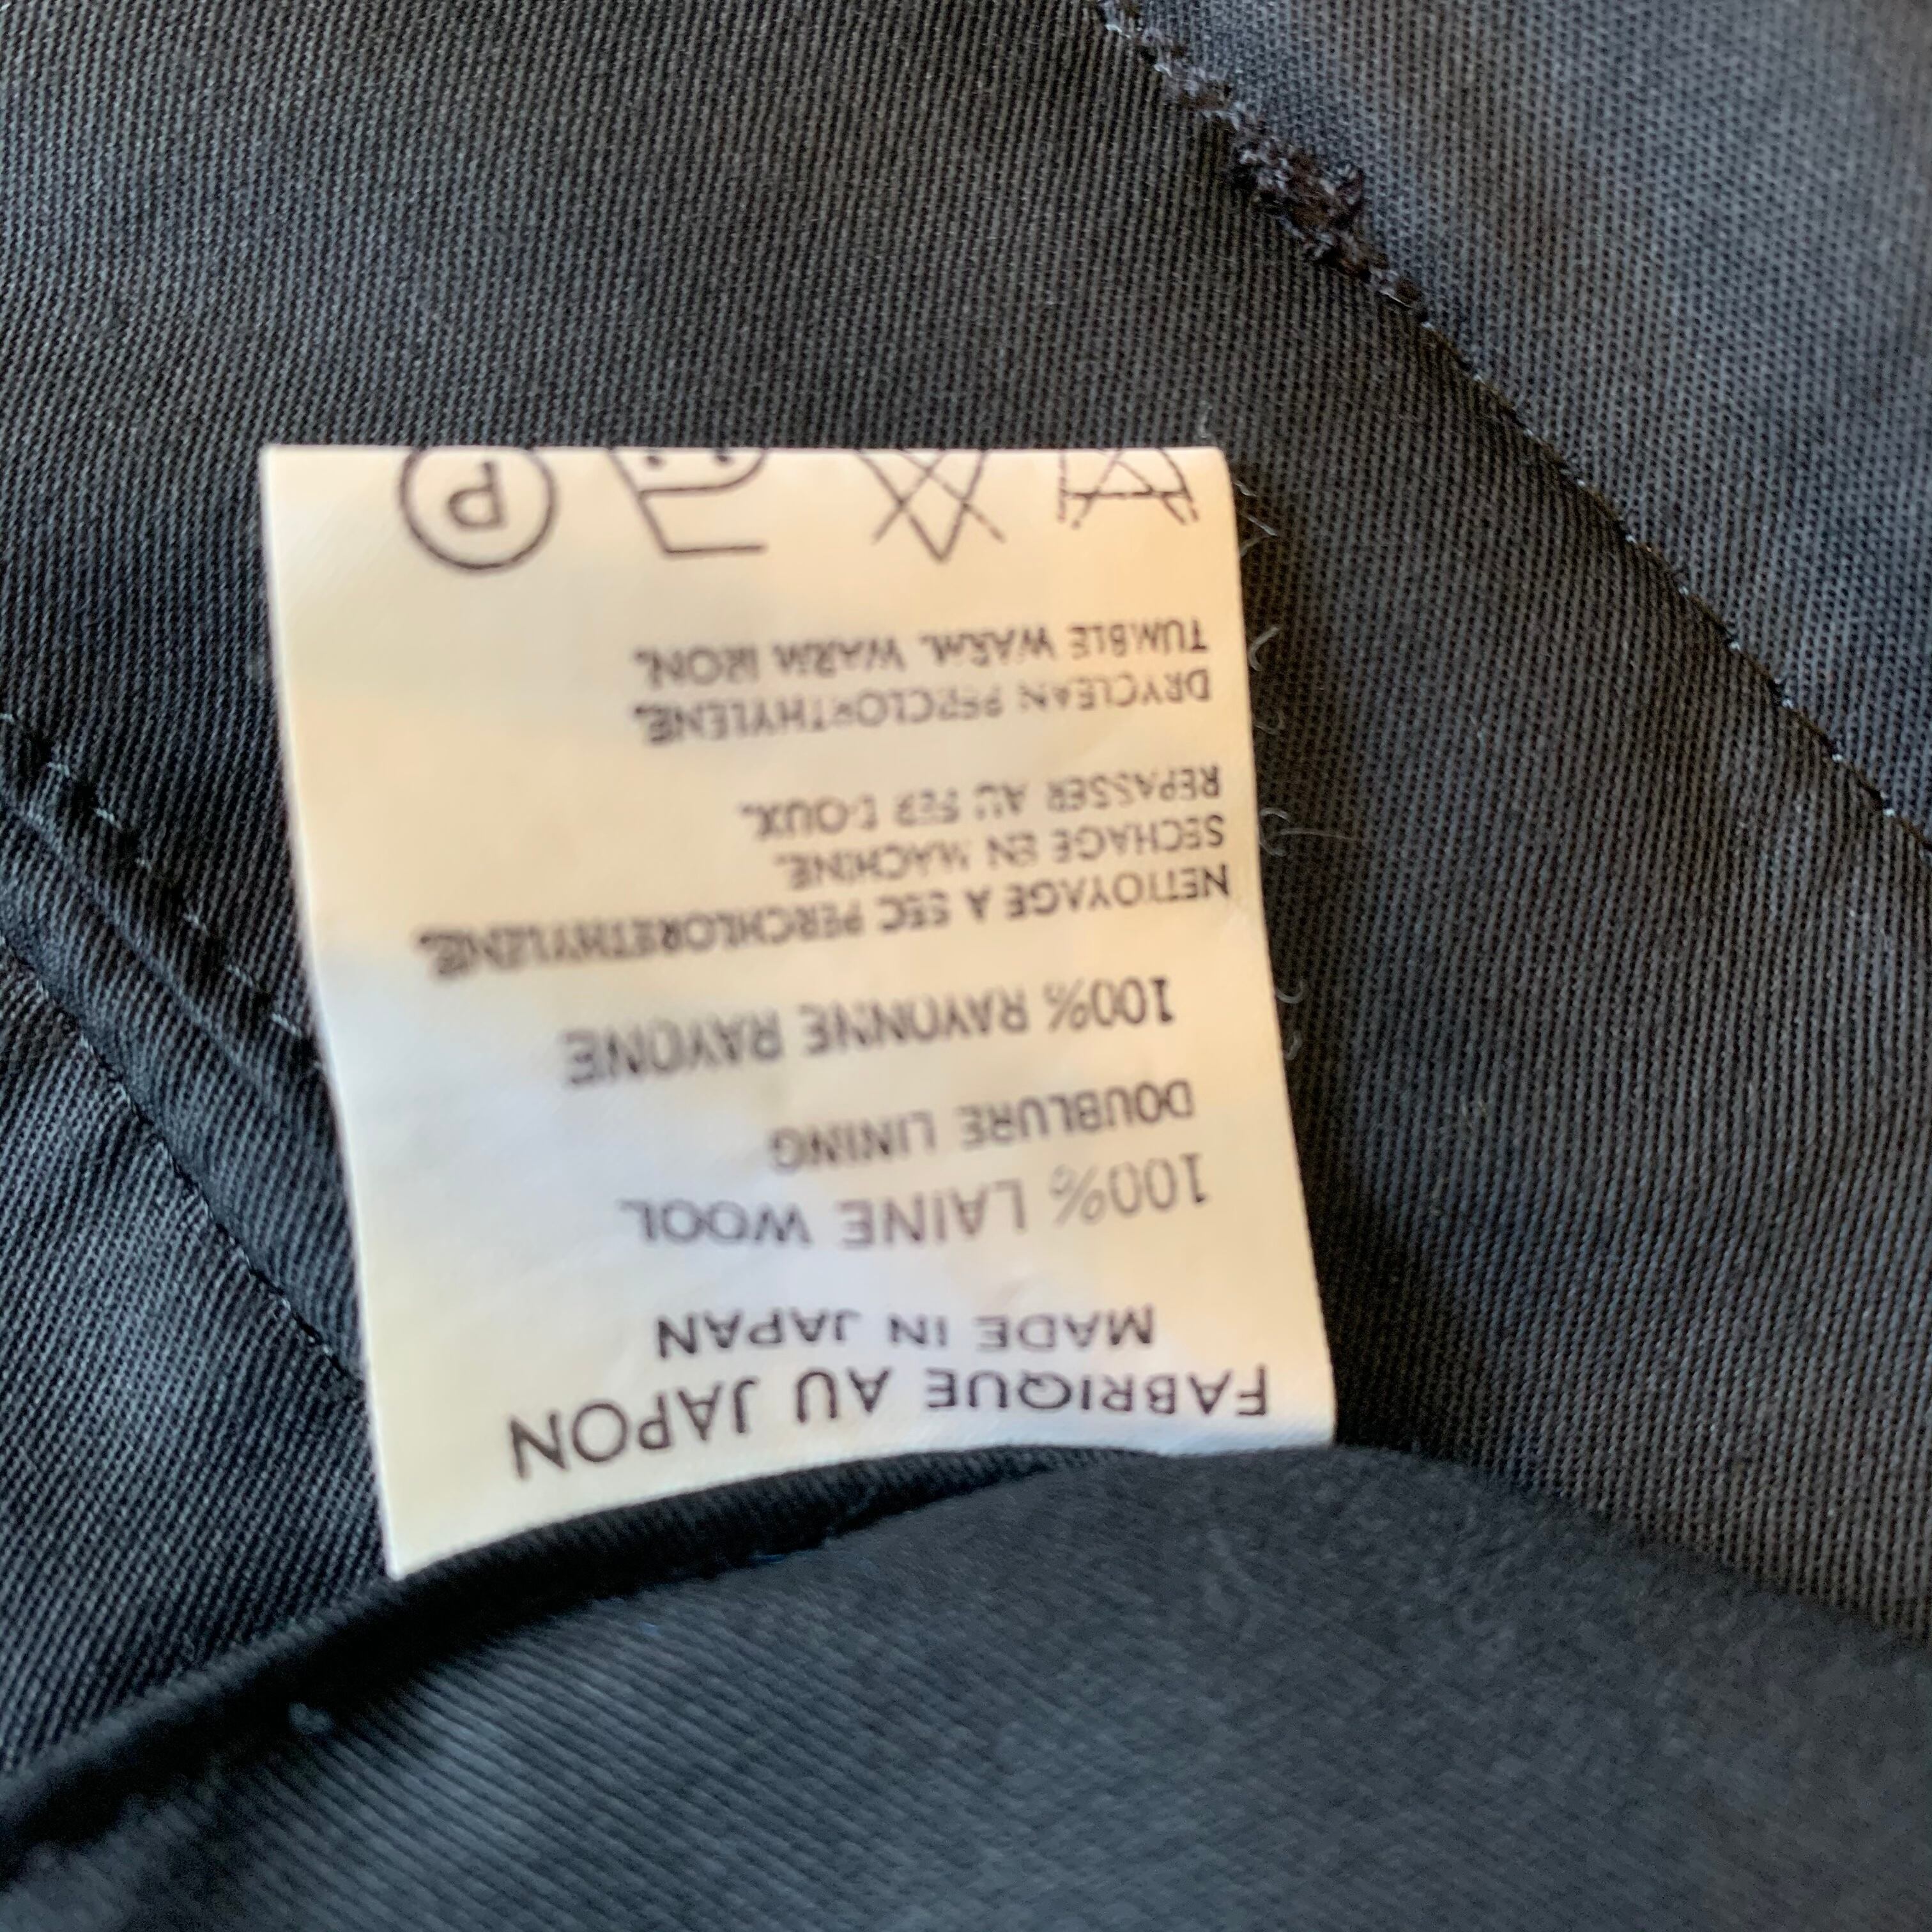 FABRIQUE AU JAPON
MADE IN JAPAN
100% LAINE WOOL
DOUBLURE LINING
100% RAYONNE RAYONE
NETTOYAGE A SEC PERCHLORETHYLENE.
SECHAGE EN MACHINE.
REPASSER AU FER DOUX.
DRYCLEAN PERCLORTHYLENE.
TUMBLE WARM. WARM IRON.
P